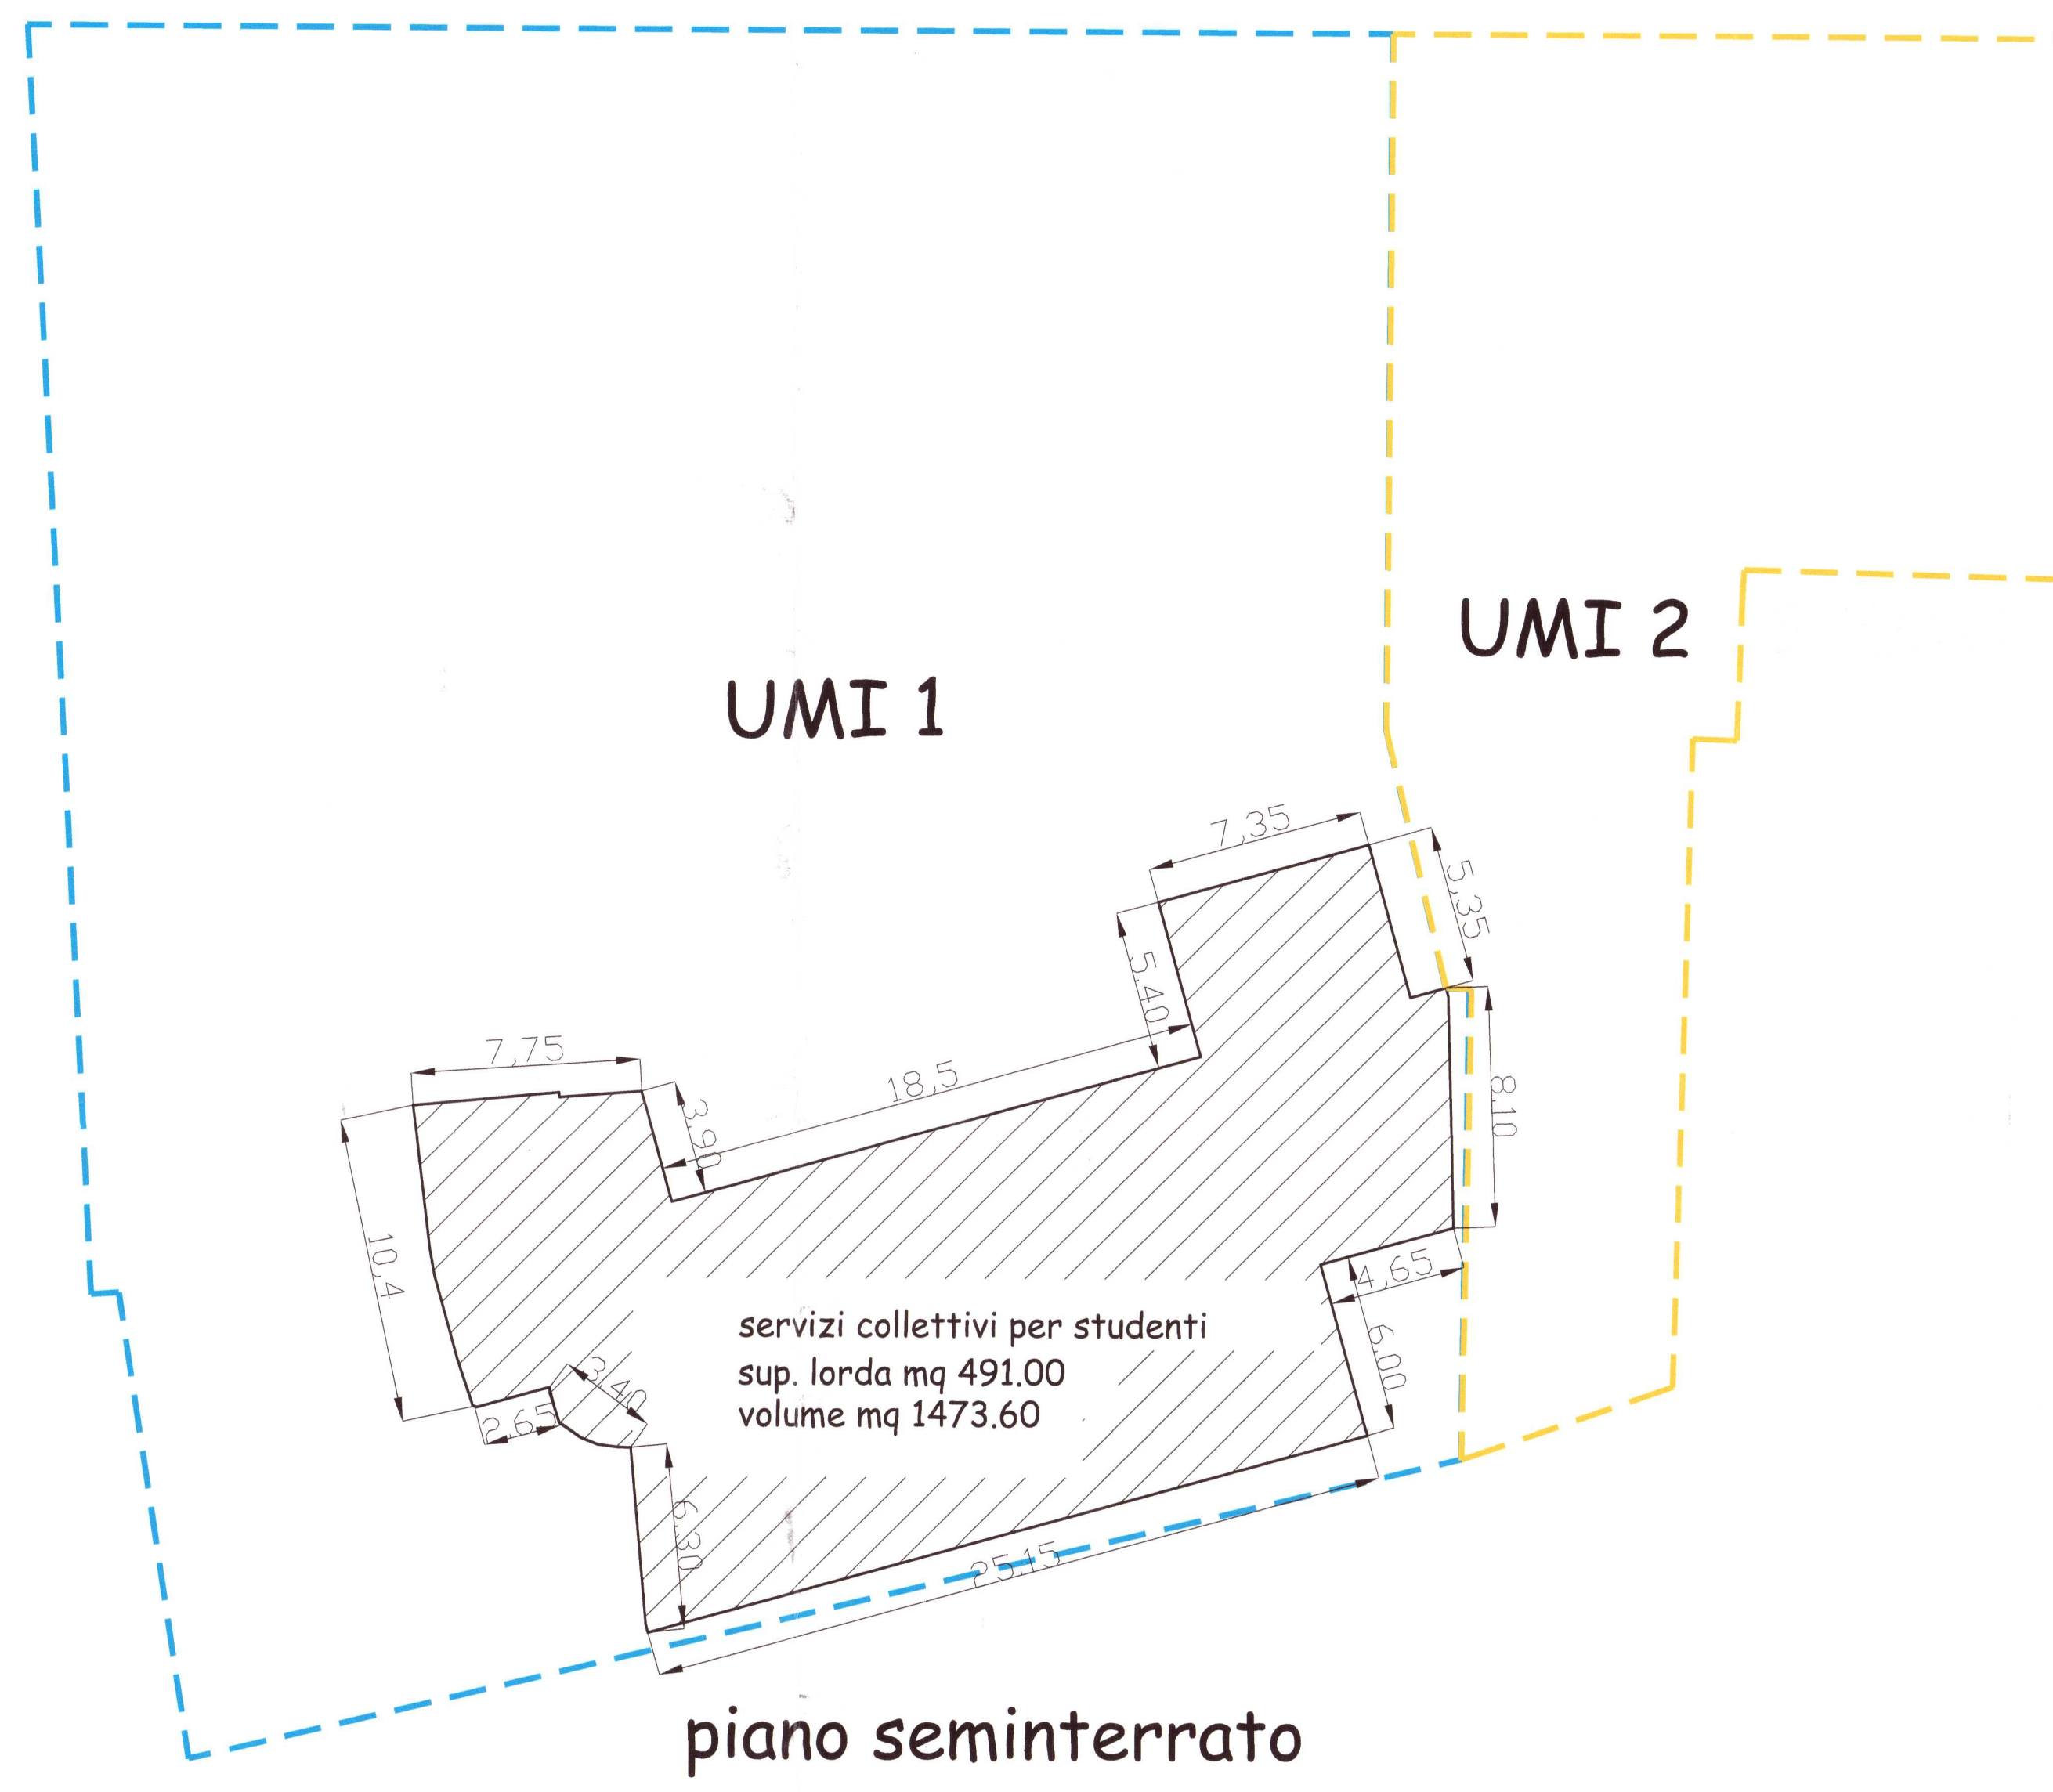 UMI 2
UMI 1
7,35
5,35
5,40
7,75
18,5
3,90
8,10
10,4
4,65
servizi collettivi per studenti
sup. lorda mq 491.00
volume mq 1473.60
6,00
3,40
2,65
6,30
25,15
piano seminterrato